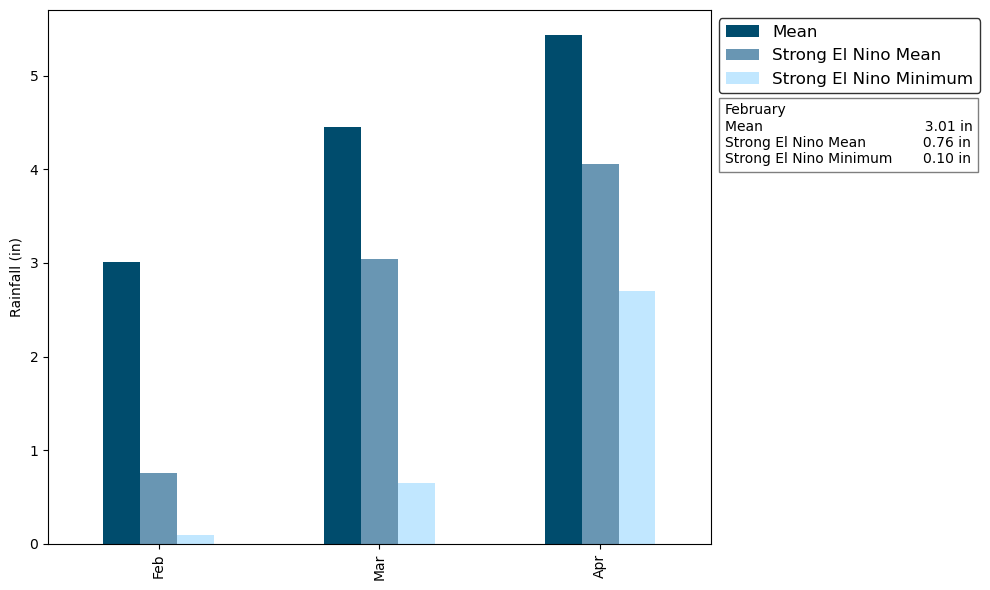 Rainfall (in)
5
4
3
2
1
0
Feb
Mar
Apr
Mean
Strong El Nino Mean
Strong El Nino Minimum
February
Mean 3.01 in
Strong El Nino Mean 0.76 in
Strong El Nino Minimum 0.10 in